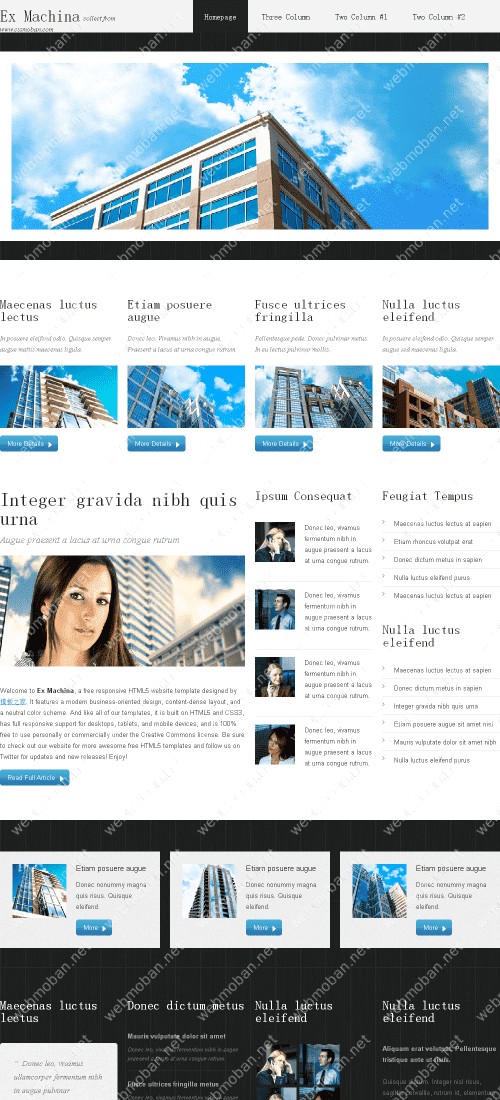 Ex Machina collect from
www.cssmoban.com
Homepage
Three Column
Two Column #1
Two Column #2
Maecenas luctus
lectus
In posuere eleifend odio. Quisque semper
augue mattis maecenas ligula.
More Details
Etiam posuere
augue
Donec leo. Vivamus nibh in augue.
Praesent a lacus at urna congue rutrum.
More Details
Fusce ultrices
fringilla
Pellentesque pede. Donec pulvinar metus.
In eu lectus pulvinar mollis.
More Details
Nulla luctus
eleifend
In posuere eleifend odio. Quisque semper
augue sed maecenas ligula.
More Details
Integer gravida nibh quis
urna
Augue praesent a lacus at urna congue rutrum
Welcome to Ex Machina, a free responsive HTML5 website template designed by
模板之家. It features a modern business-oriented design, content-dense layout, and
a neutral color scheme. And like all of our templates, it is built on HTML5 and CSS3,
has full responsive support for desktops, tablets, and mobile devices, and is 100%
free to use personally or commercially under the Creative Commons license. Be sure
to check out our website for more awesome free HTML5 templates and follow us on
Twitter for updates and new releases! Enjoy!
Read Full Article
Ipsum Consequat
Donec leo, vivamus
fermentum nibh in
augue praesent a lacus
at urna congue rutrum.
Donec leo, vivamus
fermentum nibh in
augue praesent a lacus
at urna congue rutrum.
Donec leo, vivamus
fermentum nibh in
augue praesent a lacus
at urna congue rutrum.
Donec leo, vivamus
fermentum nibh in
augue praesent a lacus
at urna congue rutrum.
Feugiat Tempus
Maecenas luctus lectus at sapien
Etiam rhoncus volutpat erat
Donec dictum metus in sapien
Nulla luctus eleifend purus
Maecenas luctus lectus at sapien
Nulla luctus
eleifend
Maecenas luctus lectus at sapien
Donec dictum metus in sapien
Integer gravida nibh quis urna
Etiam posuere augue sit amet nisl
Mauris vulputate dolor sit amet nibh
Nulla luctus eleifend purus
Etiam posuere augue
Donec nonummy magna
quis risus. Quisque
eleifend.
More
Etiam posuere augue
Donec nonummy magna
quis risus. Quisque
eleifend.
More
Etiam posuere augue
Donec nonummy magna
quis risus. Quisque
eleifend.
More
Maecenas luctus
lectus
" Donec leo, vivamus
ullamcorper fermentum nibh
in augue pulvinar
Donec dictum metus
Mauris vulputate dolor sit amet
Donec leo, vivamus fermentum nibh in augue
praesent a lacus at urna congue rutrum.
Fusce ultrices fringilla metus
Donec leo, vivamus fermentum nibh in augue
Nulla luctus
eleifend
Nulla luctus
eleifend
Aliquam erat volutpat. Pellentesque
tristique ante ut risus.
Quisque dictum. Integer nisl risus,
sagittis convallis, rutrum id, elementum
webmoban.net